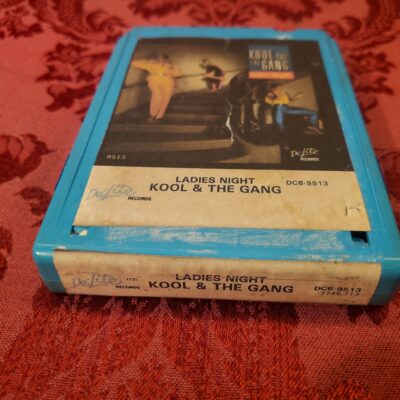 KOOL AND
THE GANG
9513
De-Lite
RECORDS
LADIES NIGHT
DC8-9513
De-Lite
RECORDS
KOOL & THE GANG
LADIES NIGHT
De-Lite
RECORDS
KOOL & THE GANG
DC8-9513